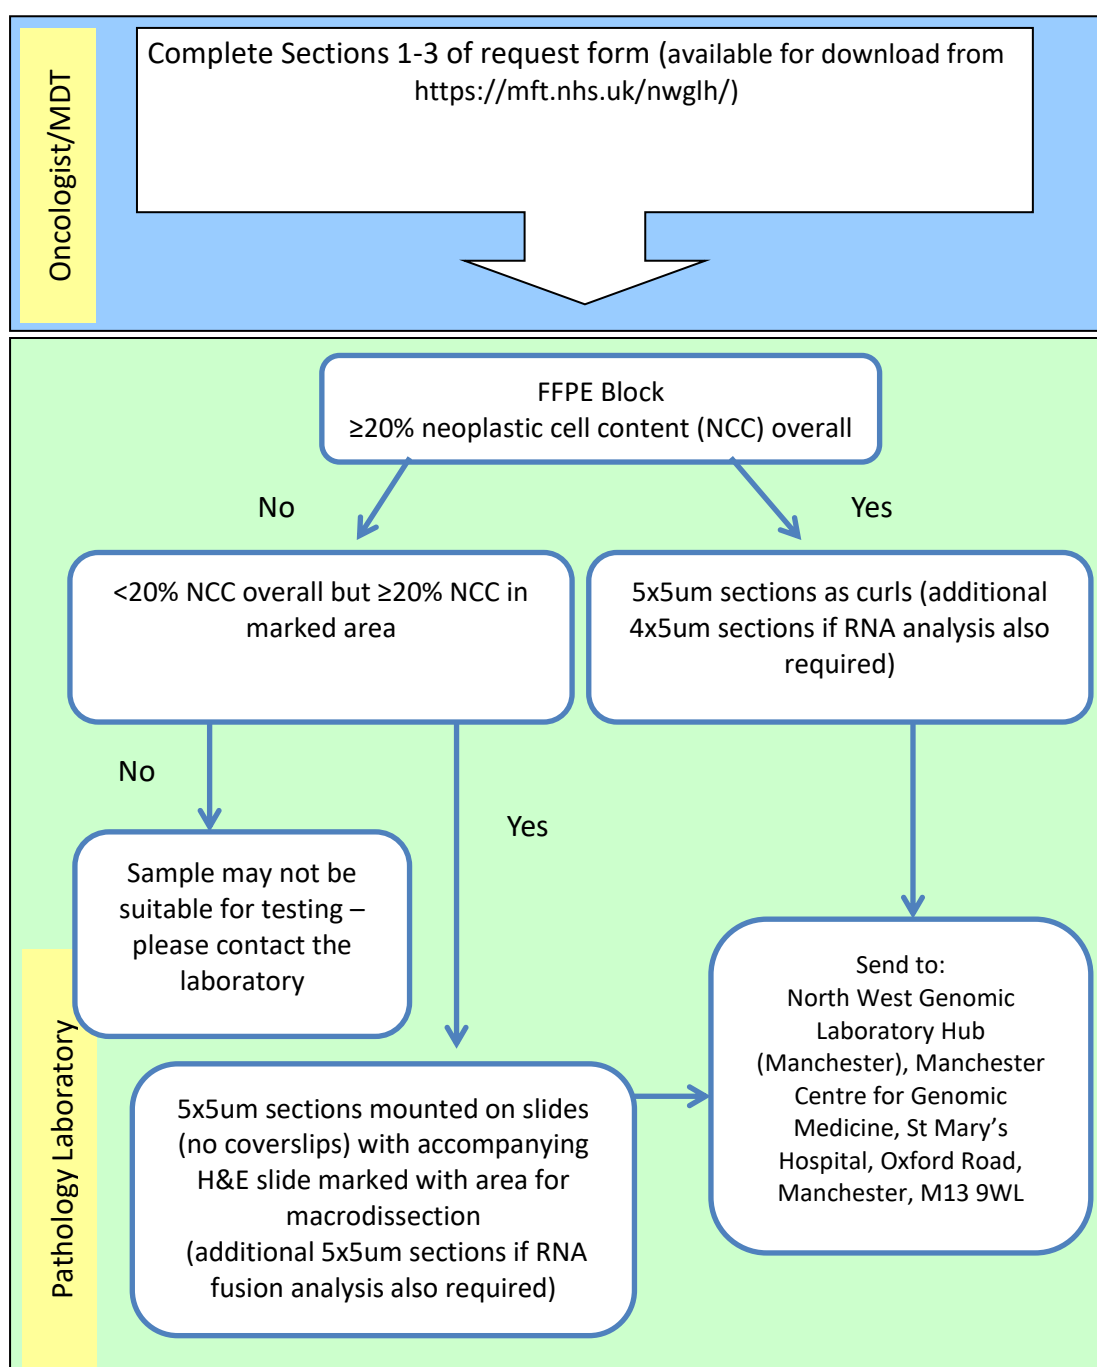 Oncologist/MDT
Complete Sections 1-3 of request form (available for download from
https://mft.nhs.uk/nwglh/)
Pathology Laboratory
FFPE Block
≥20% neoplastic cell content (NCC) overall
No
Yes
<20% NCC overall but ≥20% NCC in
marked area
5x5um sections as curls (additional
4x5um sections if RNA analysis also
required)
No
Yes
Sample may not be
suitable for testing –
please contact the
laboratory
5x5um sections mounted on slides
(no coverslips) with accompanying
H&E slide marked with area for
macrodissection
(additional 5x5um sections if RNA
fusion analysis also required)
Send to:
North West Genomic
Laboratory Hub
(Manchester), Manchester
Centre for Genomic
Medicine, St Mary’s
Hospital, Oxford Road,
Manchester, M13 9WL